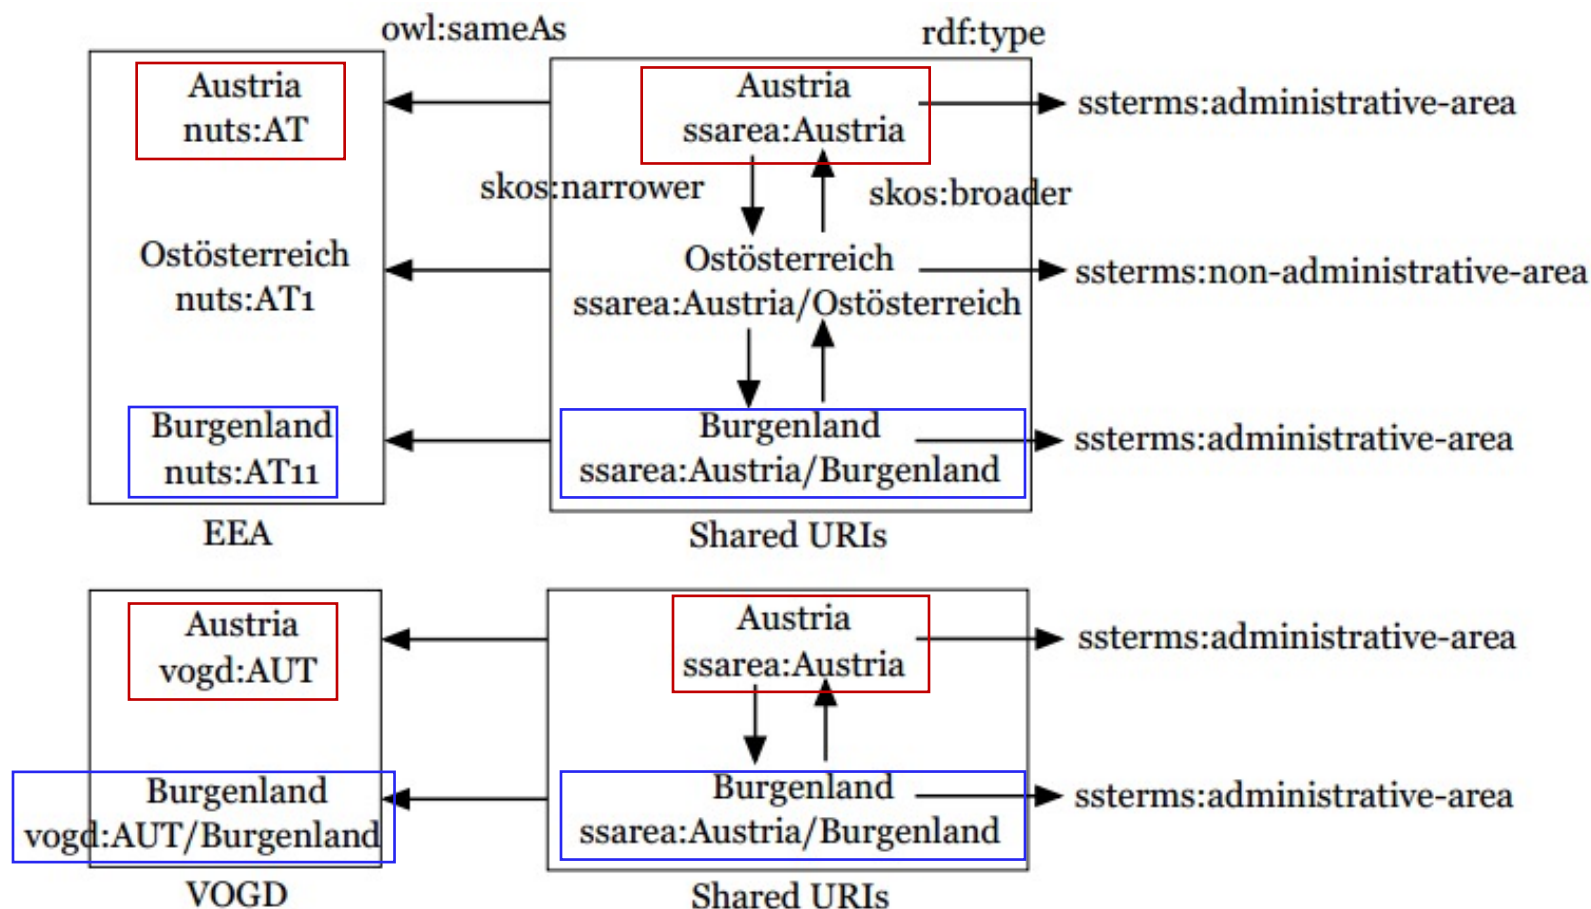 owl:sameAs
rdf:type
Austria
nuts:AT
Austria
ssarea:Austria
ssterms:administrative-area
skos:narrower
skos:broader
Ostösterreich
nuts:AT1
Ostösterreich
ssarea:Austria/Ostösterreich
ssterms:non-administrative-area
Burgenland
nuts:AT11
Burgenland
ssarea:Austria/Burgenland
ssterms:administrative-area
EEA
Shared URIs
Austria
vogd:AUT
Austria
ssarea:Austria
ssterms:administrative-area
Burgenland
vogd:AUT/Burgenland
Burgenland
ssarea:Austria/Burgenland
ssterms:administrative-area
VOGD
Shared URIs